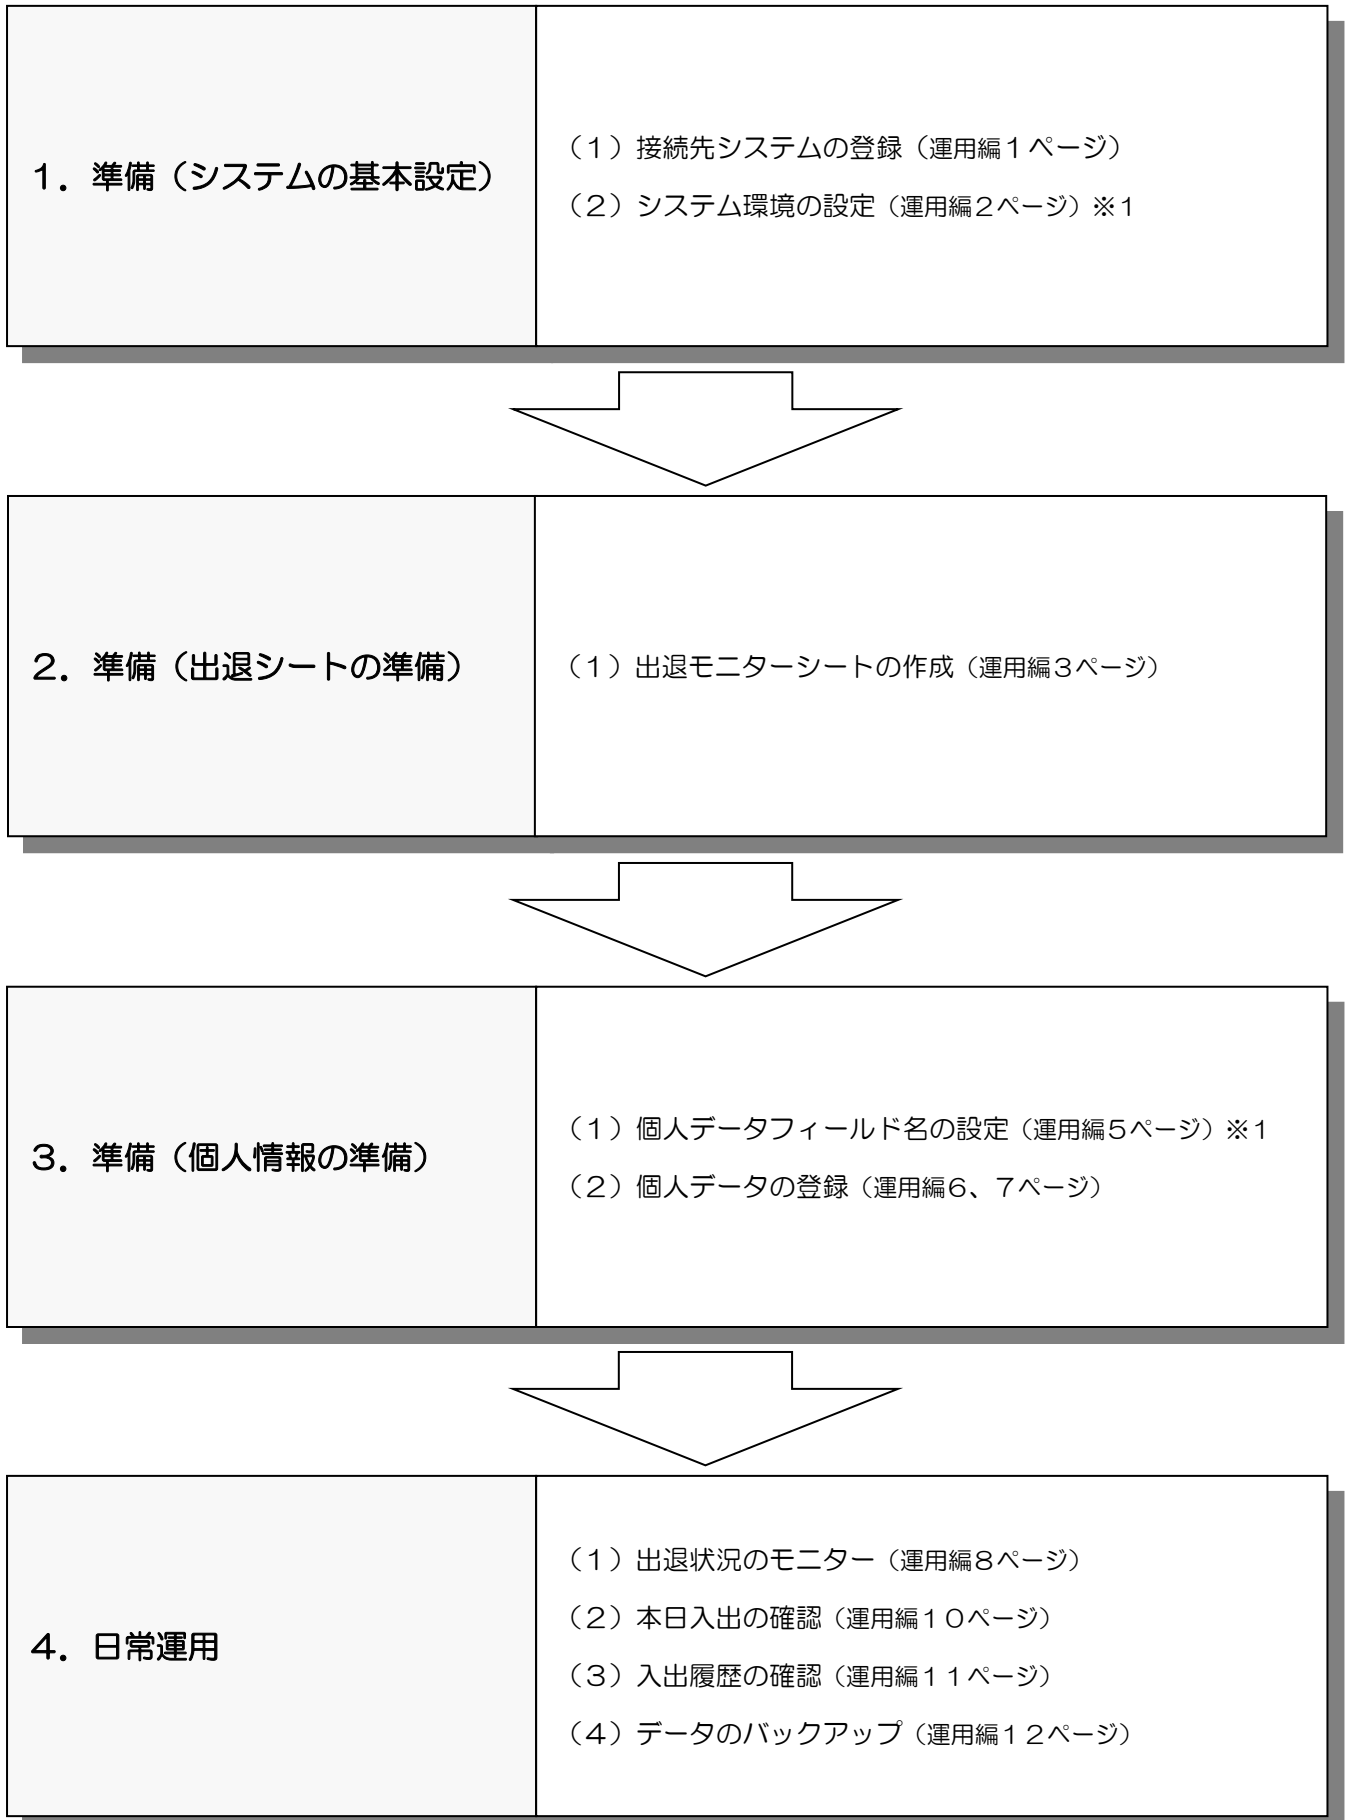 １．準備（システムの基本設定）
（１）接続先システムの登録（運用編１ページ）
（２）システム環境の設定（運用編２ページ）※１
２．準備（出退シートの準備）
（１）出退モニターシートの作成（運用編３ページ）
３．準備（個人情報の準備）
（１）個人データフィールド名の設定（運用編５ページ）※１
（２）個人データの登録（運用編６、７ページ）
４．日常運用
（１）出退状況のモニター（運用編８ページ）
（２）本日入出の確認（運用編１０ページ）
（３）入出履歴の確認（運用編１１ページ）
（４）データのバックアップ（運用編１２ページ）